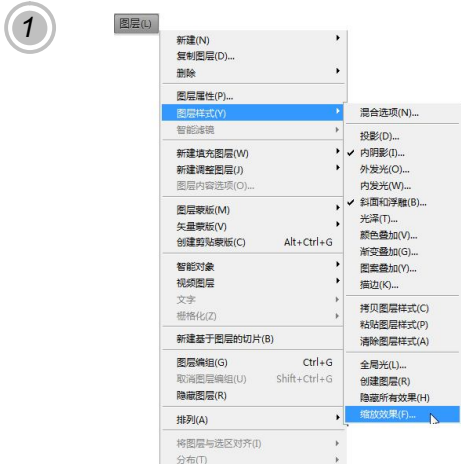 1
图层(L)
新建(N)
复制图层(D)...
删除
图层属性(P)...
图层样式(Y)
智能滤镜
新建填充图层(W)
新建调整图层(J)
图层内容选项(O)...
图层蒙版(M)
矢量蒙版(V)
创建剪贴蒙版(C) Alt+Ctrl+G
智能对象
视频图层
文字
栅格化(Z)
新建基于图层的切片(B)
图层编组(G) Ctrl+G
取消图层编组(U) Shift+Ctrl+G
隐藏图层(R)
排列(A)
将图层与选区对齐(I)
分布(T)
混合选项(N)...
投影(D)...
内阴影(I)...
外发光(O)...
内发光(W)...
斜面和浮雕(B)...
光泽(T)...
颜色叠加(V)...
渐变叠加(G)...
图案叠加(Y)...
描边(K)...
拷贝图层样式(C)
粘贴图层样式(P)
清除图层样式(A)
全局光(L)...
创建图层(R)
隐藏所有效果(H)
缩放效果(F)...